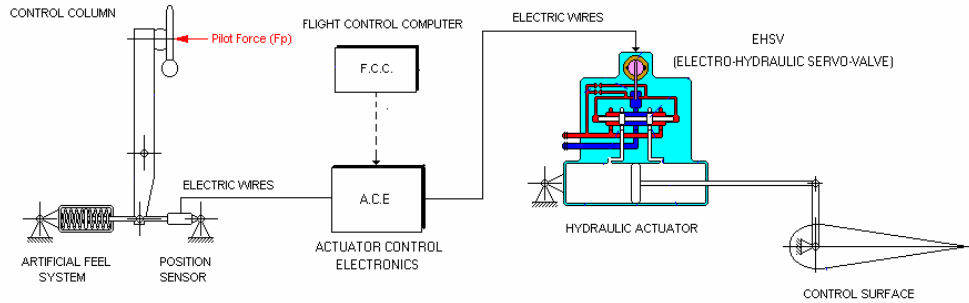 CONTROL COLUMN
Pilot Force (Fp)
FLIGHT CONTROL COMPUTER
F.C.C.
ELECTRIC WIRES
EHSV
(ELECTRO-HYDRAULIC SERVO-VALVE)
ELECTRIC WIRES
A.C.E
ARTIFICIAL FEEL
SYSTEM
POSITION
SENSOR
ACTUATOR CONTROL
ELECTRONICS
HYDRAULIC ACTUATOR
CONTROL SURFACE